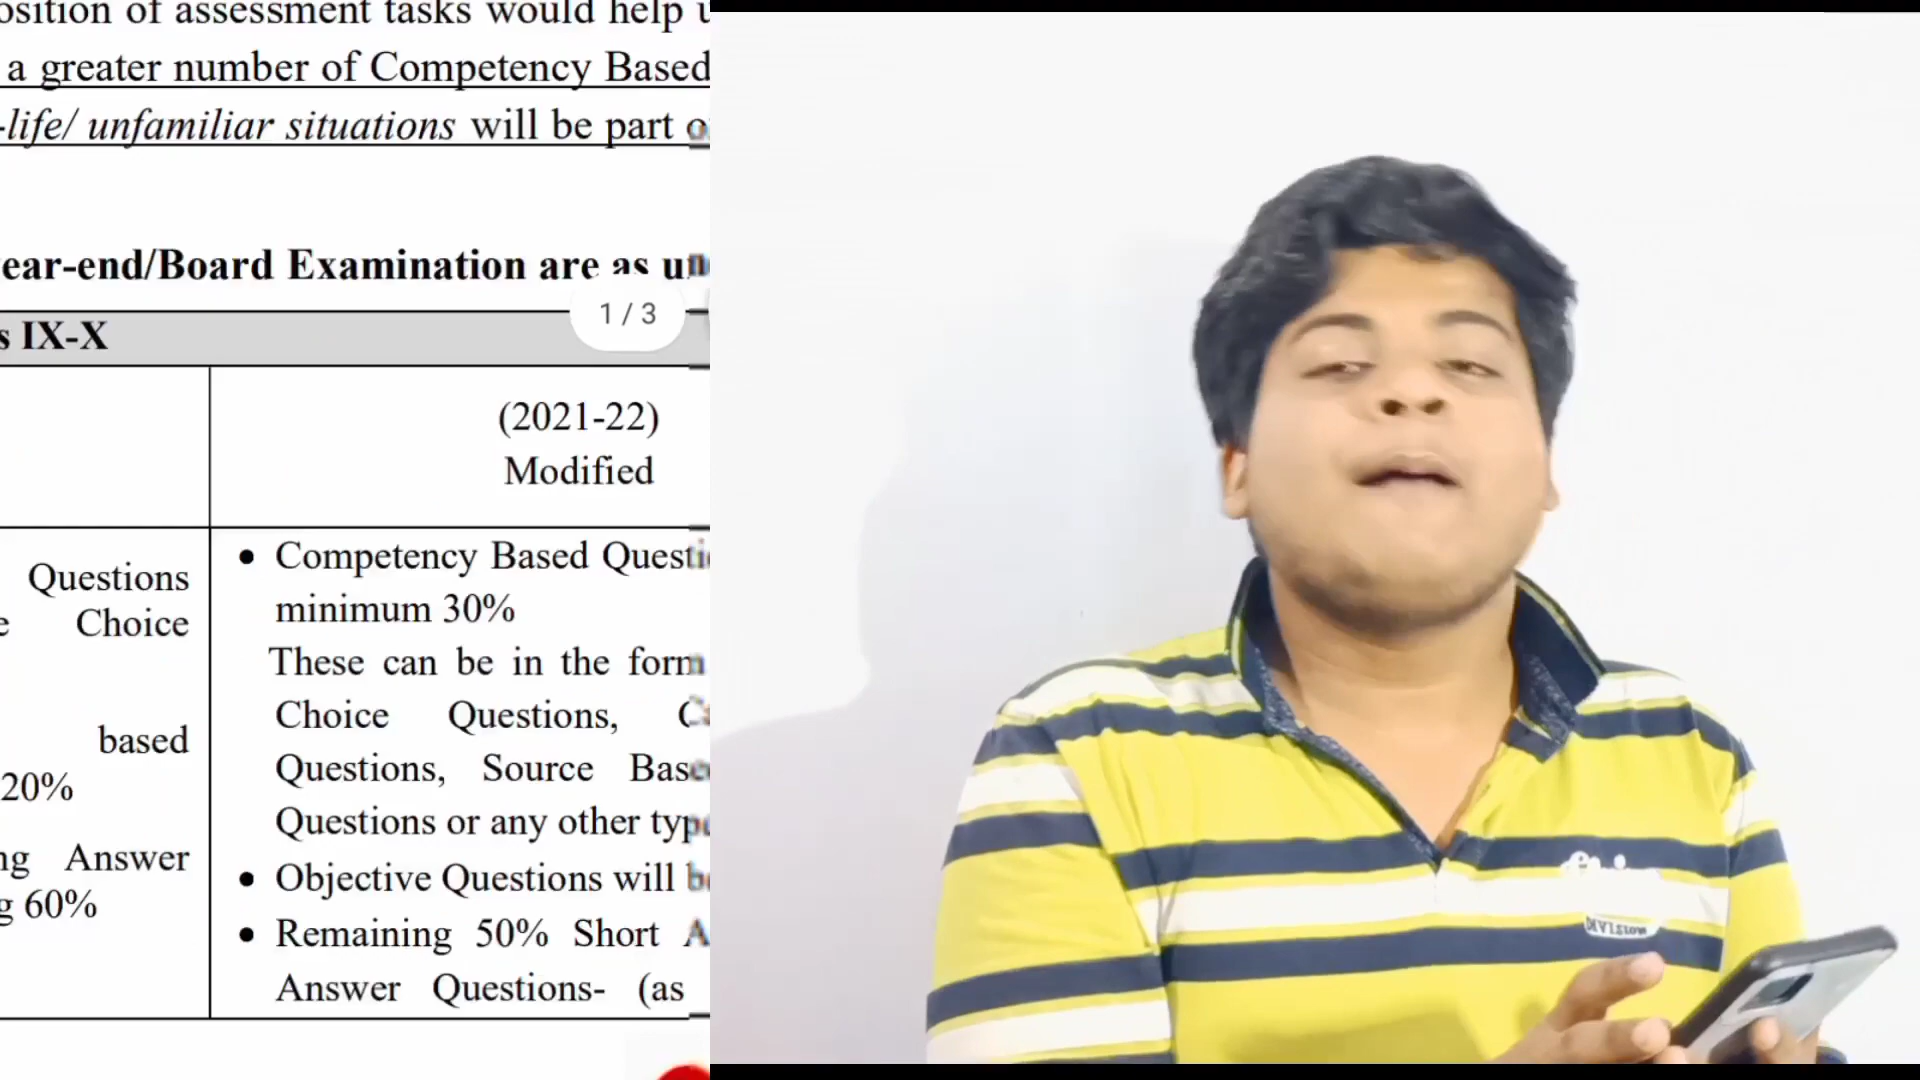 osition of assessment tasks would help
a greater number of Competency Based
-life/ unfamiliar situations will be part
ear-end/Board Examination are as
1 / 3
s IX-X
(2021-22)
Modified
Questions
e Choice
based
20%
ng Answer
g 60%
• Competency Based
minimum 30%
These can be in the form
Choice Questions,
Questions, Source
Questions or any other
• Objective Questions will
• Remaining 50% Short
Answer Questions- (as
DIVISION